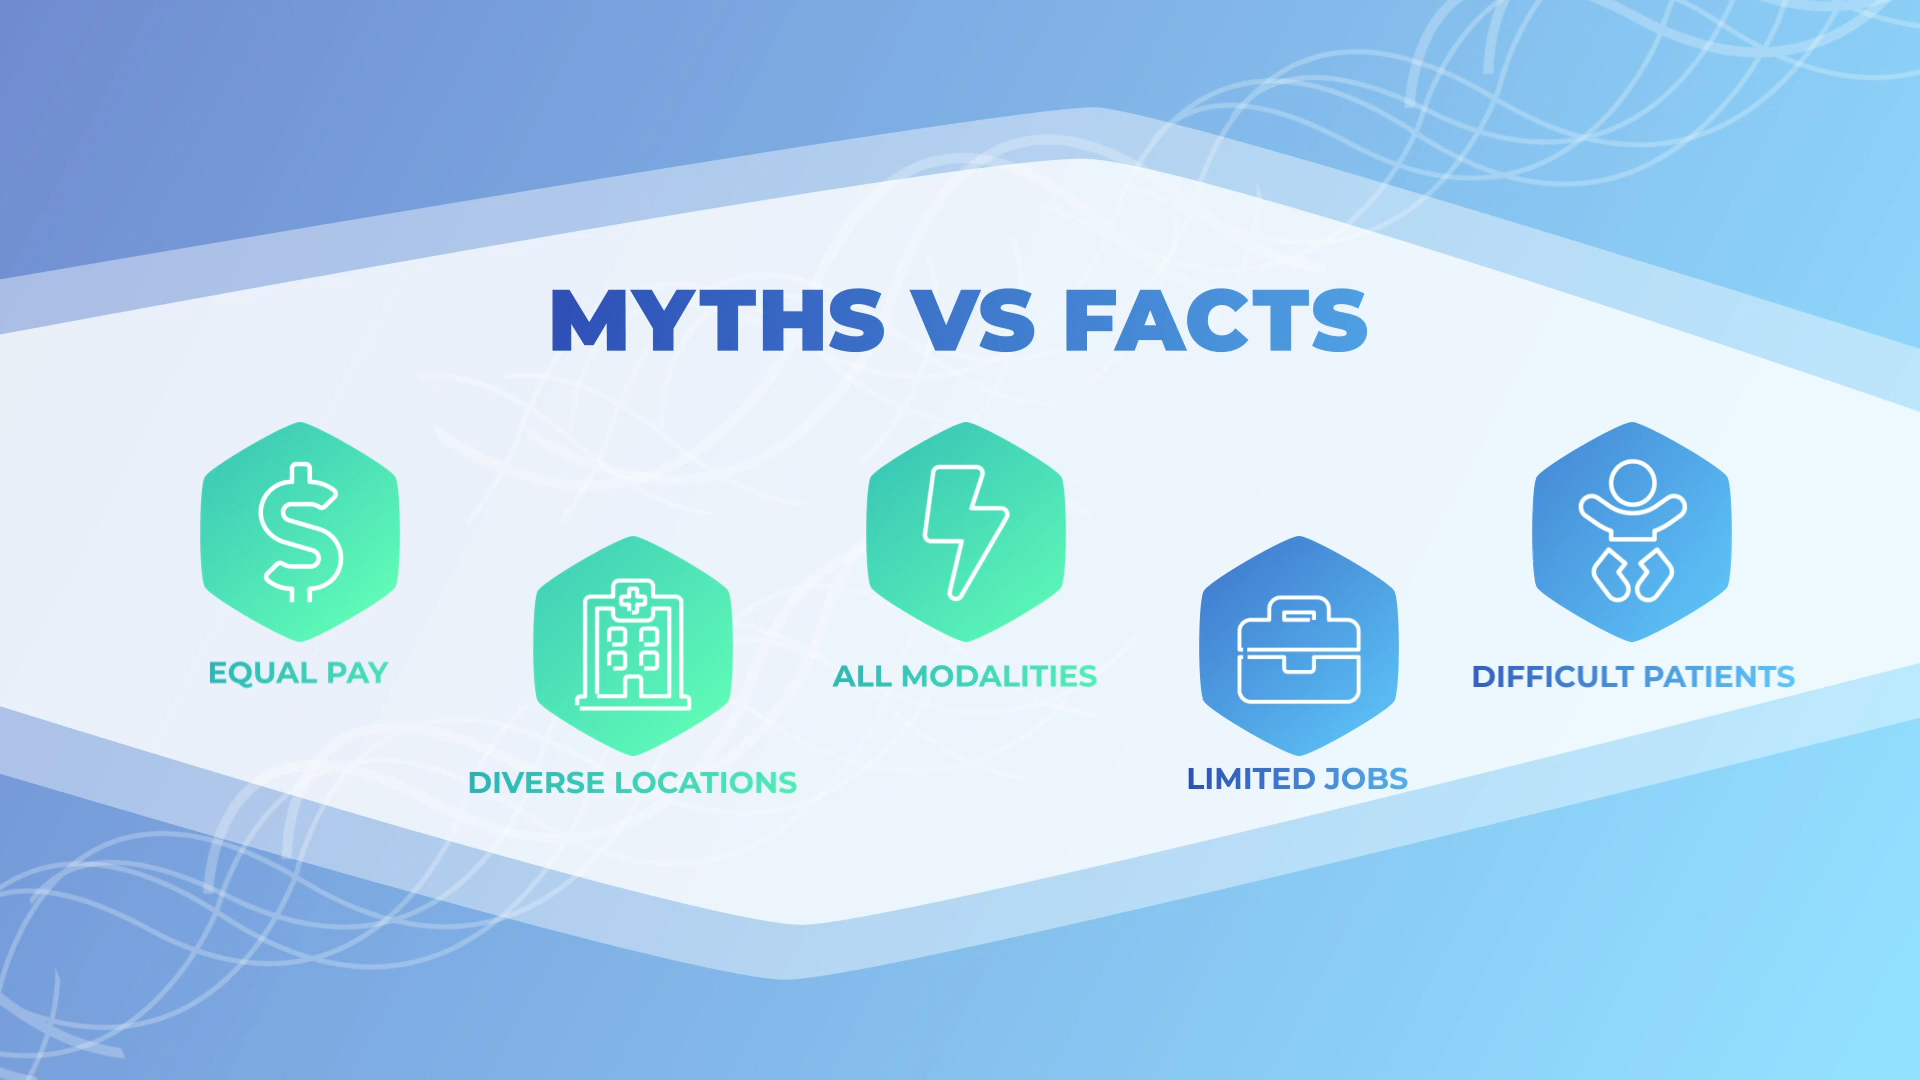 MYTHS VS FACTS
EQUAL PAY
DIVERSE LOCATIONS
ALL MODALITIES
LIMITED JOBS
DIFFICULT PATIENTS